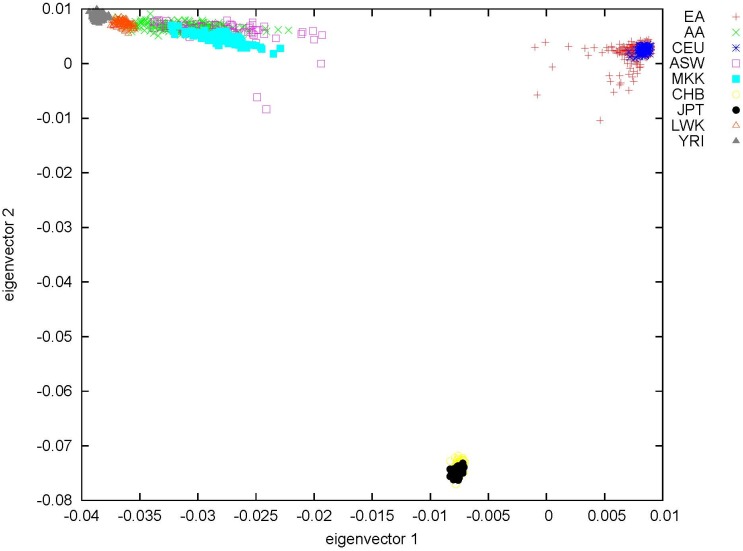 0.01
0
-0.01
-0.02
-0.03
-0.04
-0.05
-0.06
-0.07
-0.08
eigenvector 2
-0.04 -0.035 -0.03 -0.025 -0.02 -0.015 -0.01 -0.005 0 0.005 0.01
eigenvector 1
EA
AA
CEU
ASW
MKK
CHB
JPT
LWK
YRI